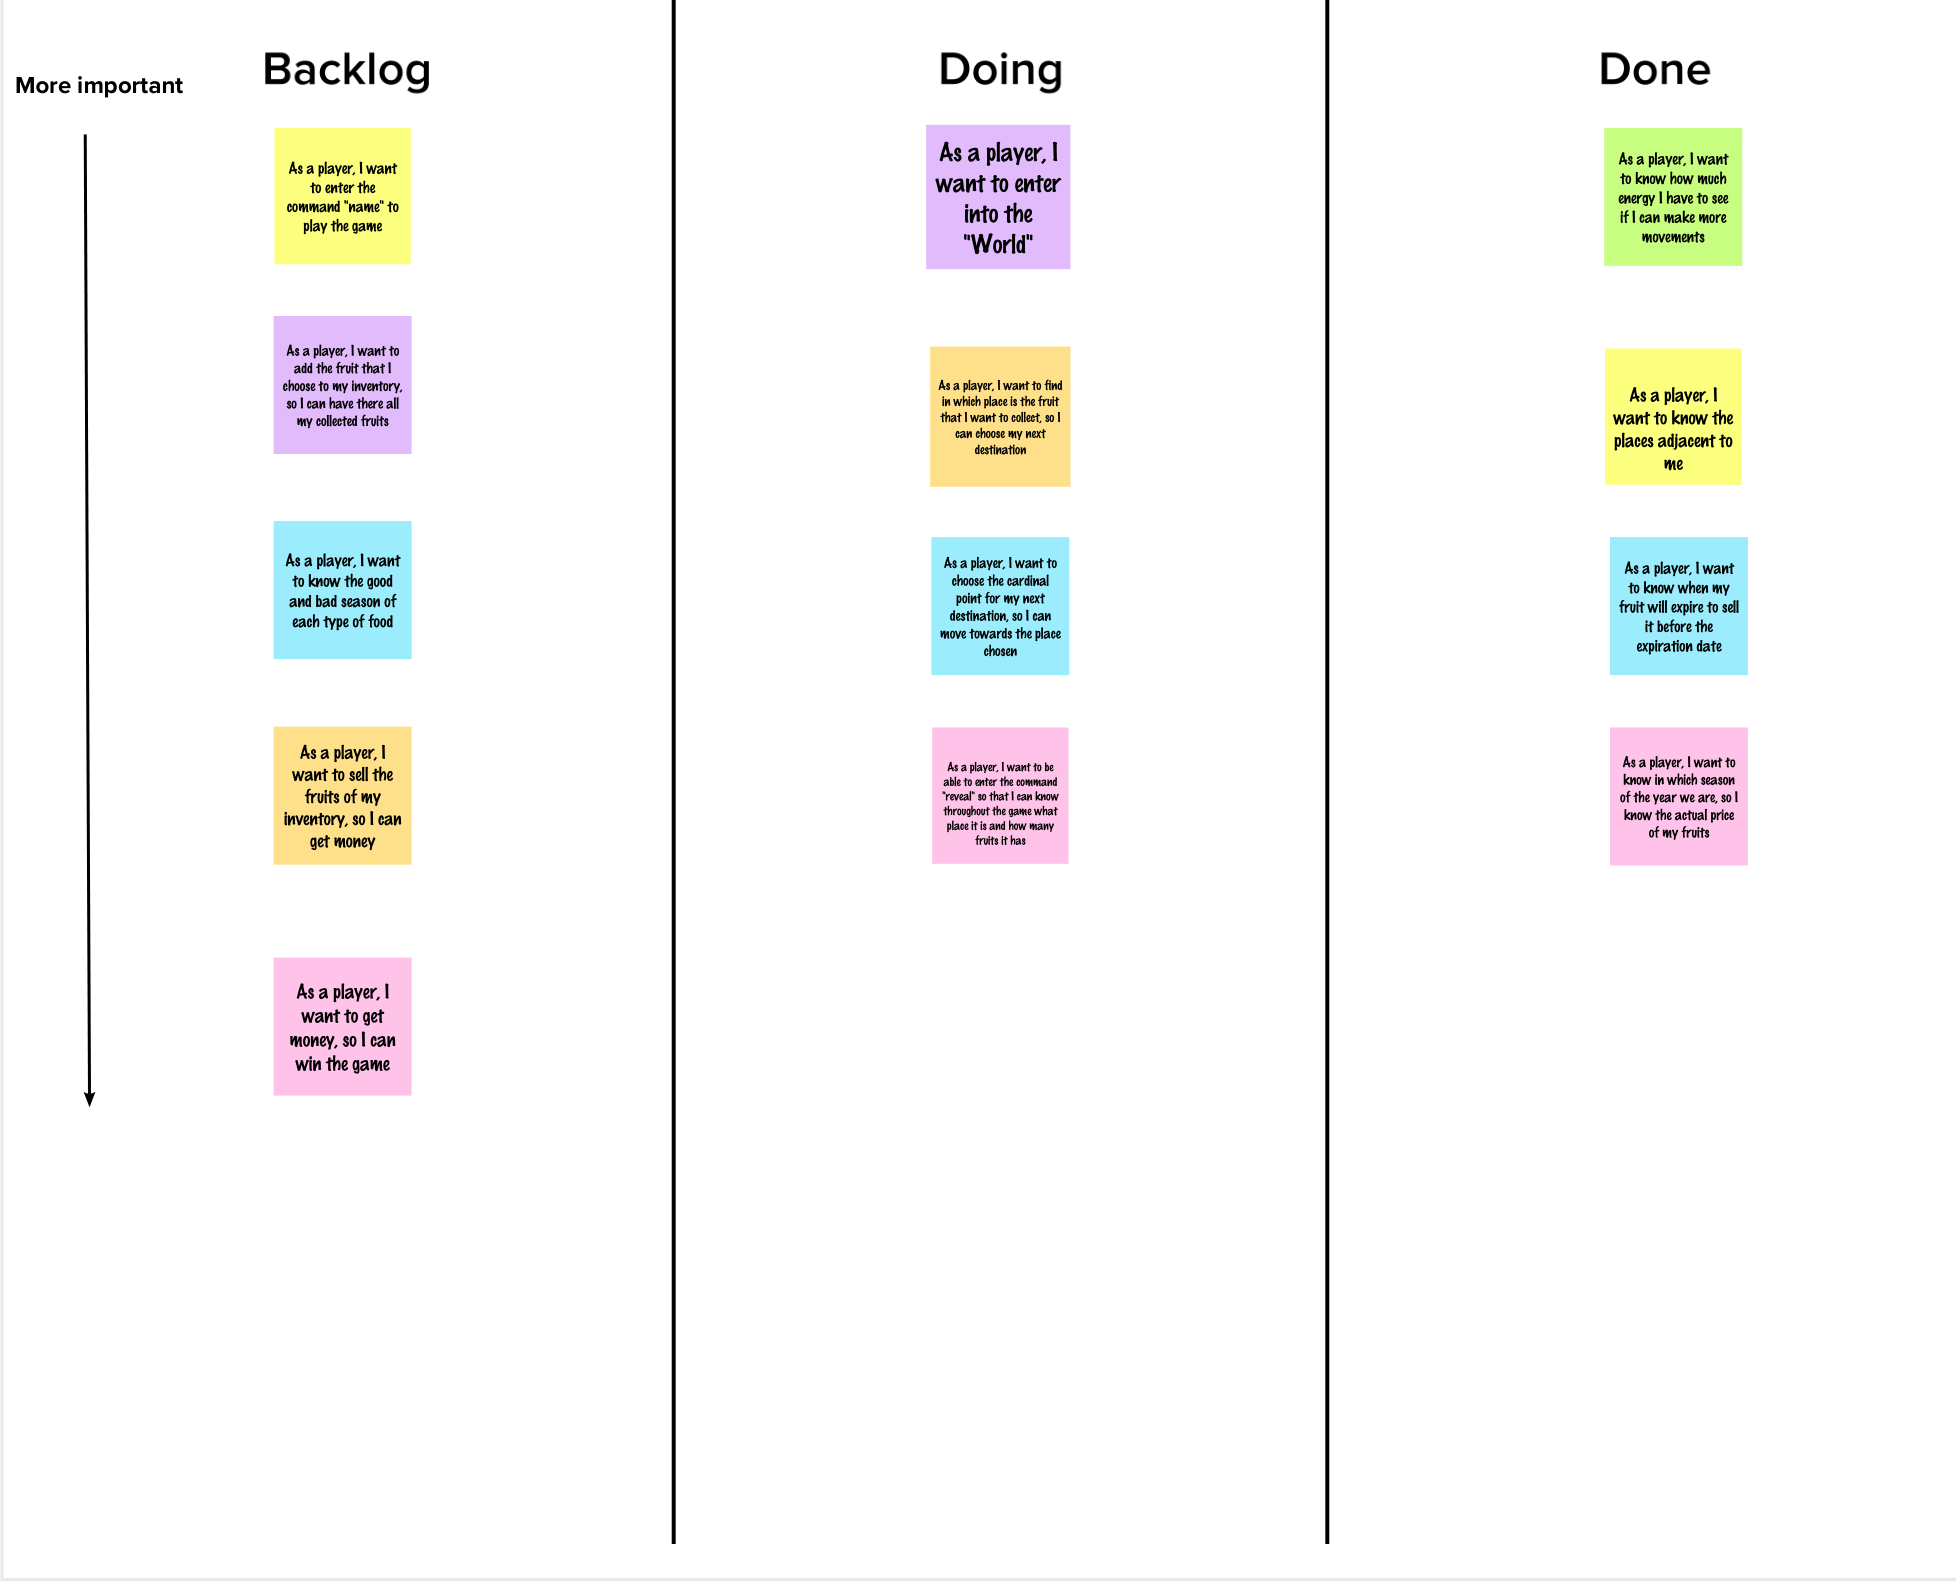 More important
Backlog
As a player, I want
to enter the
command "name" to
play the game
As a player, I want to
add the fruit that I
choose to my inventory,
so I can have there all
my collected fruits
As a player, I want
to know the good
and bad season of
each type of food
As a player, I
want to sell the
fruits of my
inventory, so I can
get money
As a player, I
want to get
money, so I can
win the game
Doing
As a player, I
want to enter
into the
"World"
As a player, I want to find
in which place is the fruit
that I want to collect, so I
can choose my next
destination
As a player, I want to
choose the cardinal
point for my next
destination, so I can
move towards the place
chosen
As a player, I want to be
able to enter the command
"reveal" so that I can know
throughout the game what
place it is and how many
fruits it has
Done
As a player, I want
to know how much
energy I have to see
if I can make more
movements
As a player, I
want to know the
places adjacent to
me
As a player, I want
to know when my
fruit will expire to sell
it before the
expiration date
As a player, I want to
know in which season
of the year we are, so I
know the actual price
of my fruits